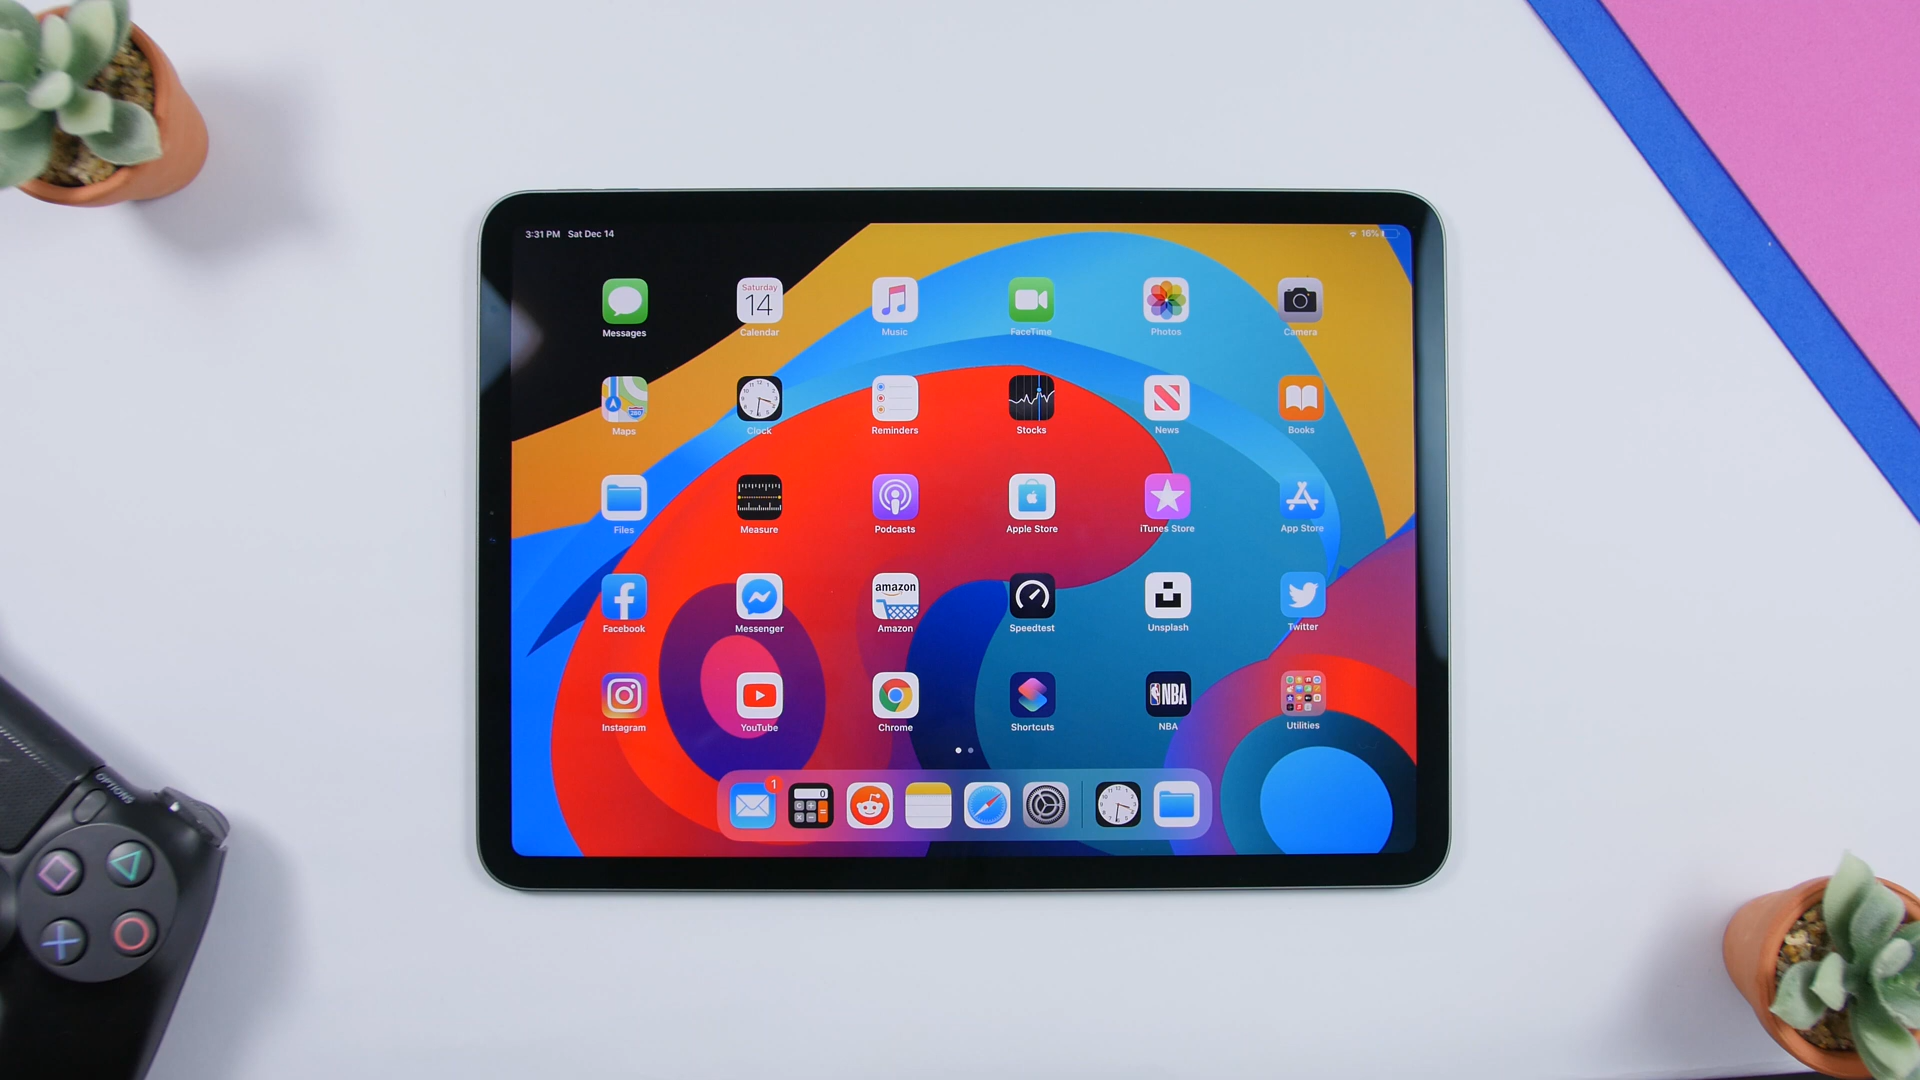 3:31 PM Sat Dec 14
16%
Saturday
14
Messages
Calendar
Music
FaceTime
Photos
Camera
280
Maps
Clock
Reminders
Stocks
News
Books
Files
Measure
Podcasts
Apple Store
iTunes Store
App Store
amazon
Facebook
Messenger
Amazon
Speedtest
Unsplash
Twitter
NBA
Instagram
YouTube
Chrome
Shortcuts
NBA
Utilities
1
0
OPTIONS